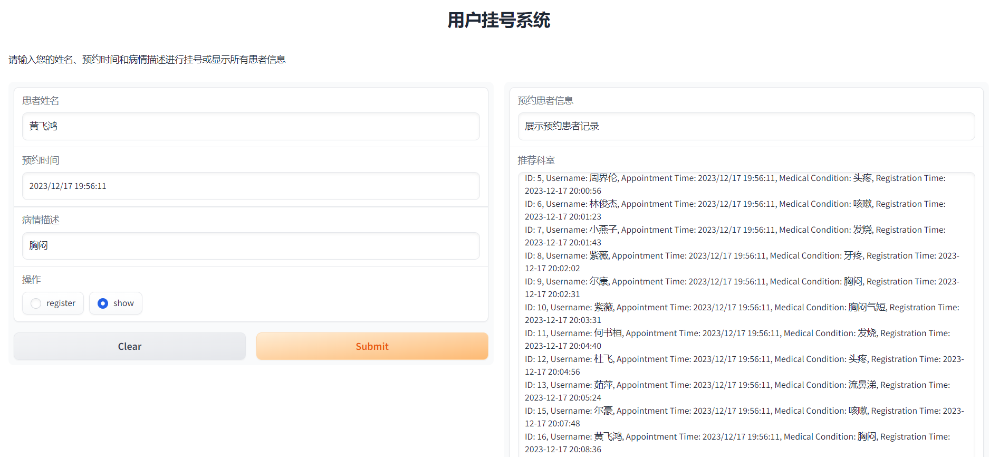 用户挂号系统
请输入您的姓名、预约时间和病情描述进行挂号或显示所有患者信息
患者姓名
黄飞鸿
预约时间
2023/12/17 19:56:11
病情描述
胸闷
操作
register
show
Clear
Submit
预约患者信息
展示预约患者记录
推荐科室
ID: 5, Username: 周界伦, Appointment Time: 2023/12/17 19:56:11, Medical Condition: 头疼, Registration Time:
2023-12-17 20:00:56
ID: 6, Username: 林俊杰, Appointment Time: 2023/12/17 19:56:11, Medical Condition: 咳嗽, Registration Time:
2023-12-17 20:01:23
ID: 7, Username: 小燕子, Appointment Time: 2023/12/17 19:56:11, Medical Condition: 发烧, Registration Time:
2023-12-17 20:01:43
ID: 8, Username: 紫薇, Appointment Time: 2023/12/17 19:56:11, Medical Condition: 牙疼, Registration Time: 2023-
12-17 20:02:02
ID: 9, Username: 尔康, Appointment Time: 2023/12/17 19:56:11, Medical Condition: 胸闷, Registration Time: 2023-
12-17 20:02:31
ID: 10, Username: 紫薇, Appointment Time: 2023/12/17 19:56:11, Medical Condition: 胸闷气短, Registration Time:
2023-12-17 20:03:31
ID: 11, Username: 何书桓, Appointment Time: 2023/12/17 19:56:11, Medical Condition: 发烧, Registration Time:
2023-12-17 20:04:40
ID: 12, Username: 杜飞, Appointment Time: 2023/12/17 19:56:11, Medical Condition: 头疼, Registration Time: 2023-
12-17 20:04:56
ID: 13, Username: 茹萍, Appointment Time: 2023/12/17 19:56:11, Medical Condition: 流鼻涕, Registration Time:
2023-12-17 20:05:24
ID: 15, Username: 尔豪, Appointment Time: 2023/12/17 19:56:11, Medical Condition: 咳嗽, Registration Time: 2023-
12-17 20:07:48
ID: 16, Username: 黄飞鸿, Appointment Time: 2023/12/17 19:56:11, Medical Condition: 胸闷, Registration Time:
2023-12-17 20:08:36